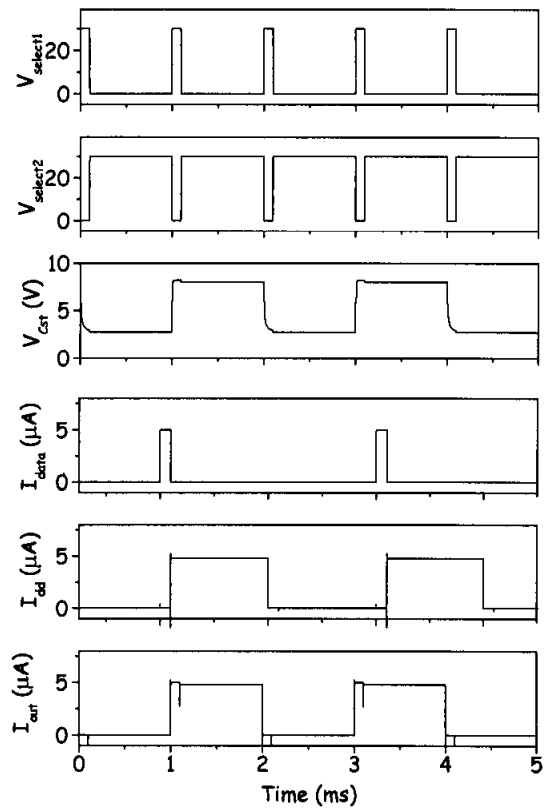 V_select1
20
0
V_select2
20
0
V_Cst (V)
10
5
0
I_data (μA)
5
0
I_dd (μA)
5
0
I_out (μA)
5
0
0 1 2 3 4 5
Time (ms)